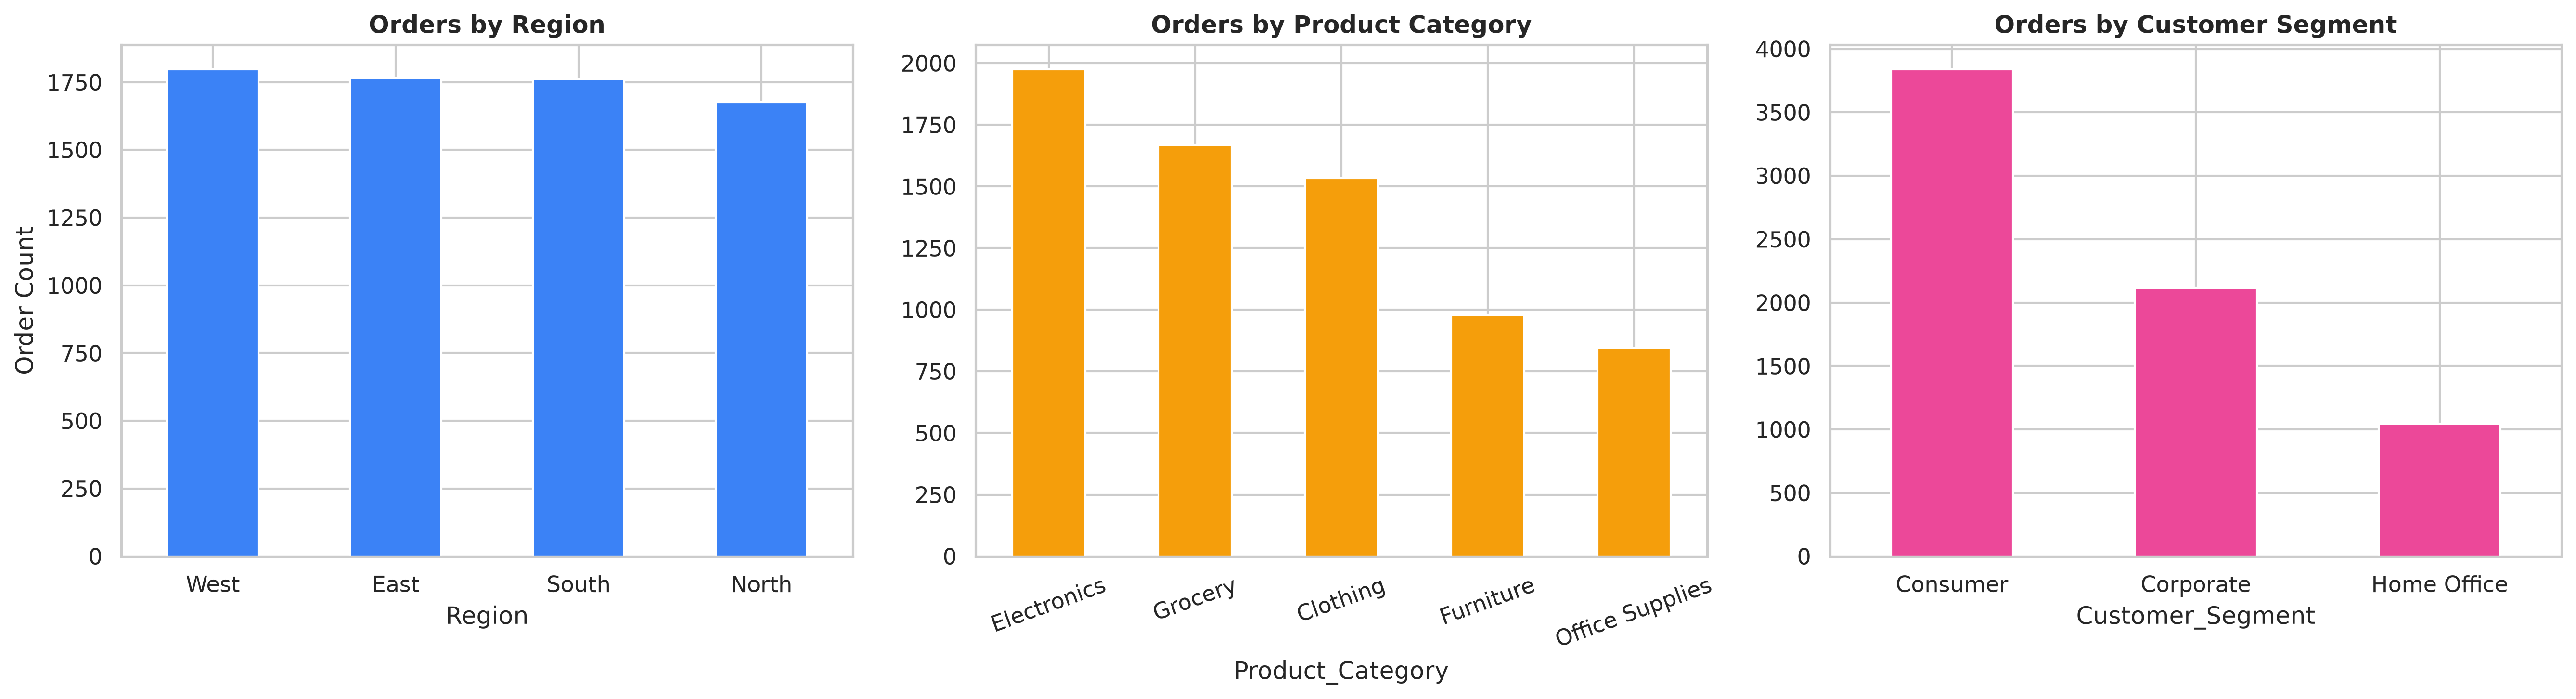 Orders by Region
Order Count
1750
1500
1250
1000
750
500
250
0
West East South North
Region
Orders by Product Category
2000
1750
1500
1250
1000
750
500
250
0
Electronics Grocery Clothing Furniture Office Supplies
Product_Category
Orders by Customer Segment
4000
3500
3000
2500
2000
1500
1000
500
0
Consumer Corporate Home Office
Customer_Segment